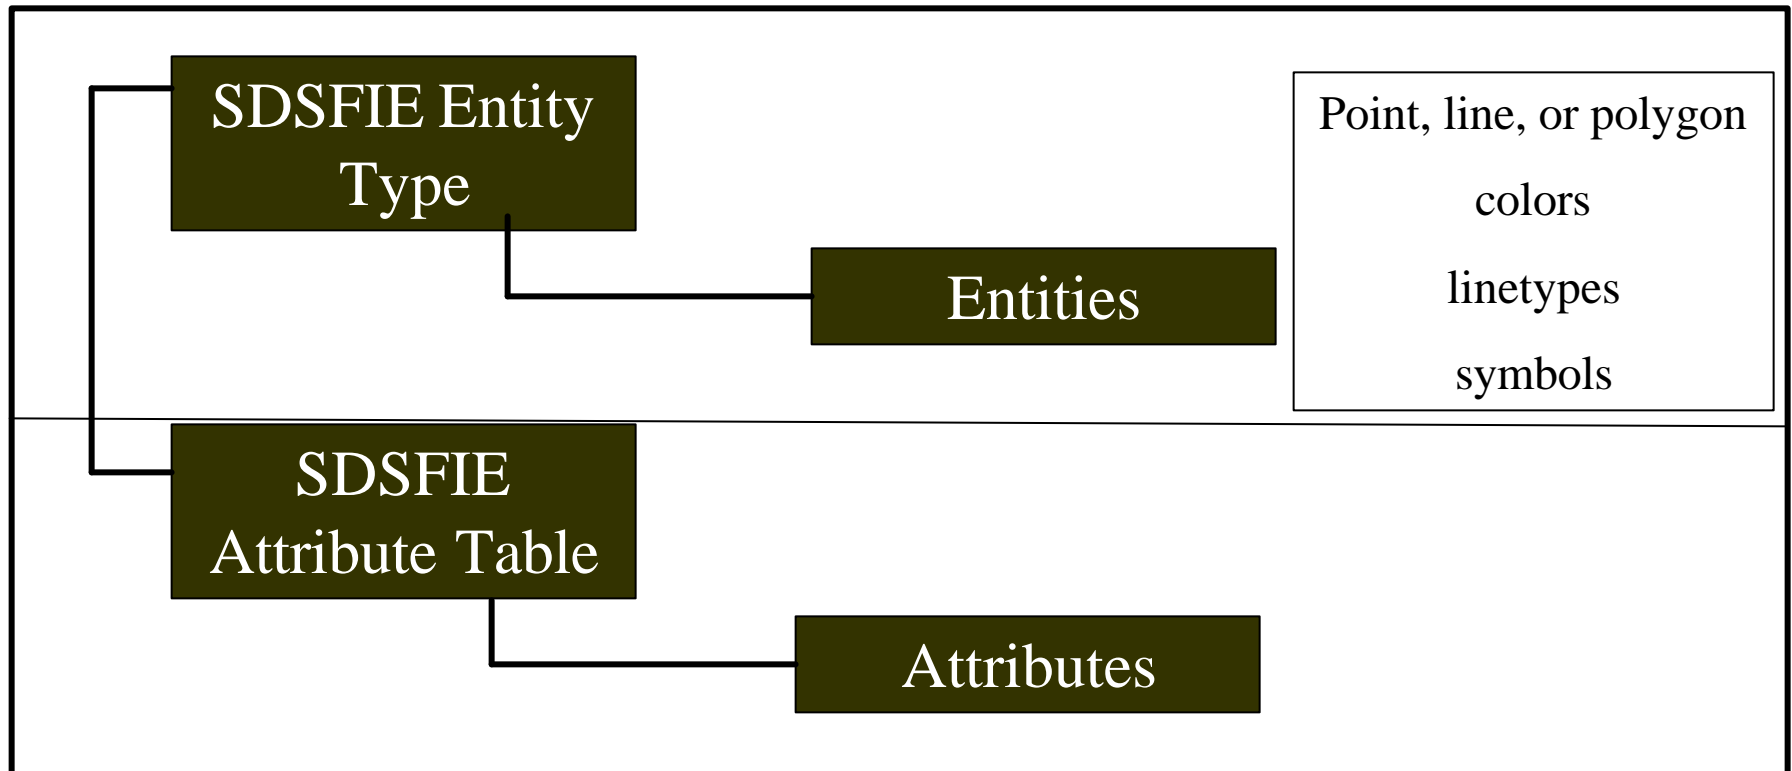 SDSFIE Entity
Type
Entities
Point, line, or polygon
colors
linetypes
symbols
SDSFIE
Attribute Table
Attributes